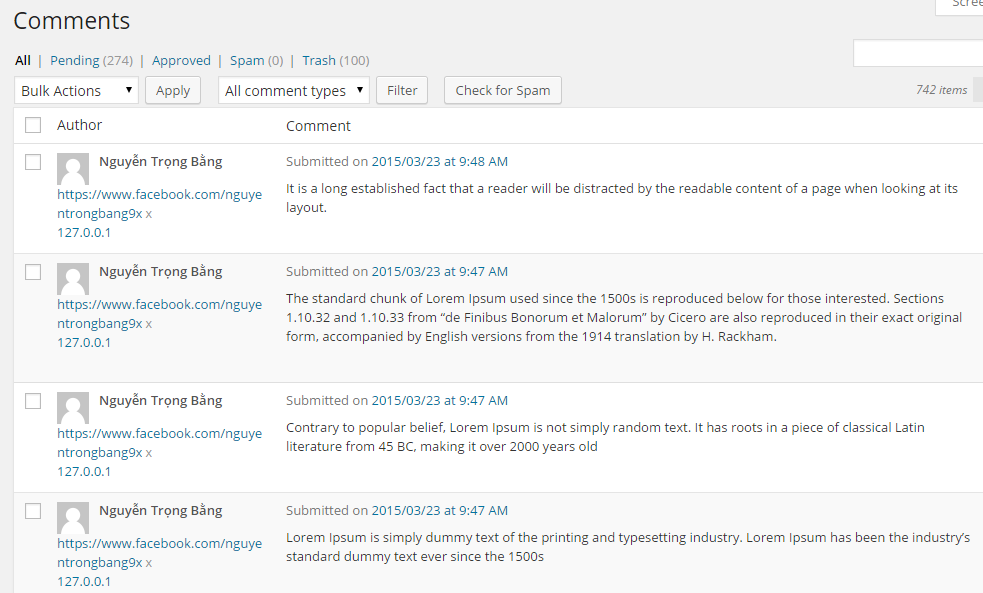 Scree
Comments
All | Pending (274) | Approved | Spam (0) | Trash (100)
Bulk Actions Apply All comment types Filter Check for Spam 742 items
Author Comment
Nguyễn Trọng Bằng Submitted on 2015/03/23 at 9:48 AM
https://www.facebook.com/nguye It is a long established fact that a reader will be distracted by the readable content of a page when looking at its
ntrongbang9x x layout.
127.0.0.1
Nguyễn Trọng Bằng Submitted on 2015/03/23 at 9:47 AM
https://www.facebook.com/nguye The standard chunk of Lorem Ipsum used since the 1500s is reproduced below for those interested. Sections
ntrongbang9x x 1.10.32 and 1.10.33 from “de Finibus Bonorum et Malorum” by Cicero are also reproduced in their exact original
127.0.0.1 form, accompanied by English versions from the 1914 translation by H. Rackham.
Nguyễn Trọng Bằng Submitted on 2015/03/23 at 9:47 AM
https://www.facebook.com/nguye Contrary to popular belief, Lorem Ipsum is not simply random text. It has roots in a piece of classical Latin
ntrongbang9x x literature from 45 BC, making it over 2000 years old
127.0.0.1
Nguyễn Trọng Bằng Submitted on 2015/03/23 at 9:47 AM
https://www.facebook.com/nguye Lorem Ipsum is simply dummy text of the printing and typesetting industry. Lorem Ipsum has been the industry’s
ntrongbang9x x standard dummy text ever since the 1500s
127.0.0.1